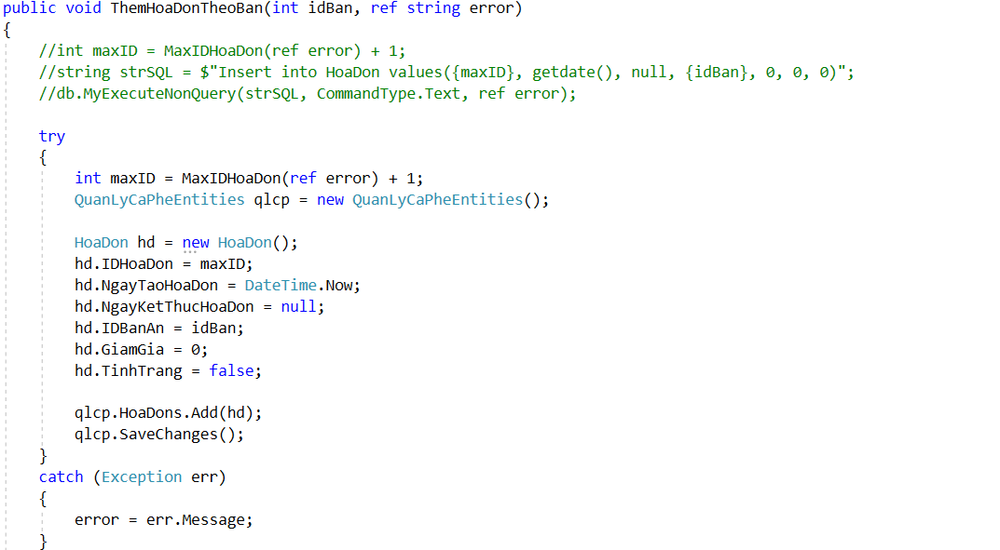 public void ThemHoaDonTheoBan(int idBan, ref string error)
{
//int maxID = MaxIDHoaDon(ref error) + 1;
//string strSQL = $"Insert into HoaDon values({maxID}, getdate(), null, {idBan}, 0, 0, 0)";
//db.MyExecuteNonQuery(strSQL, CommandType.Text, ref error);
try
{
int maxID = MaxIDHoaDon(ref error) + 1;
QuanLyCaPheEntities qlcp = new QuanLyCaPheEntities();
HoaDon hd = new HoaDon();
hd.IDHoaDon = maxID;
hd.NgayTaoHoaDon = DateTime.Now;
hd.NgayKetThucHoaDon = null;
hd.IDBanAn = idBan;
hd.GiamGia = 0;
hd.TinhTrang = false;
qlcp.HoaDons.Add(hd);
qlcp.SaveChanges();
}
catch (Exception err)
{
error = err.Message;
}